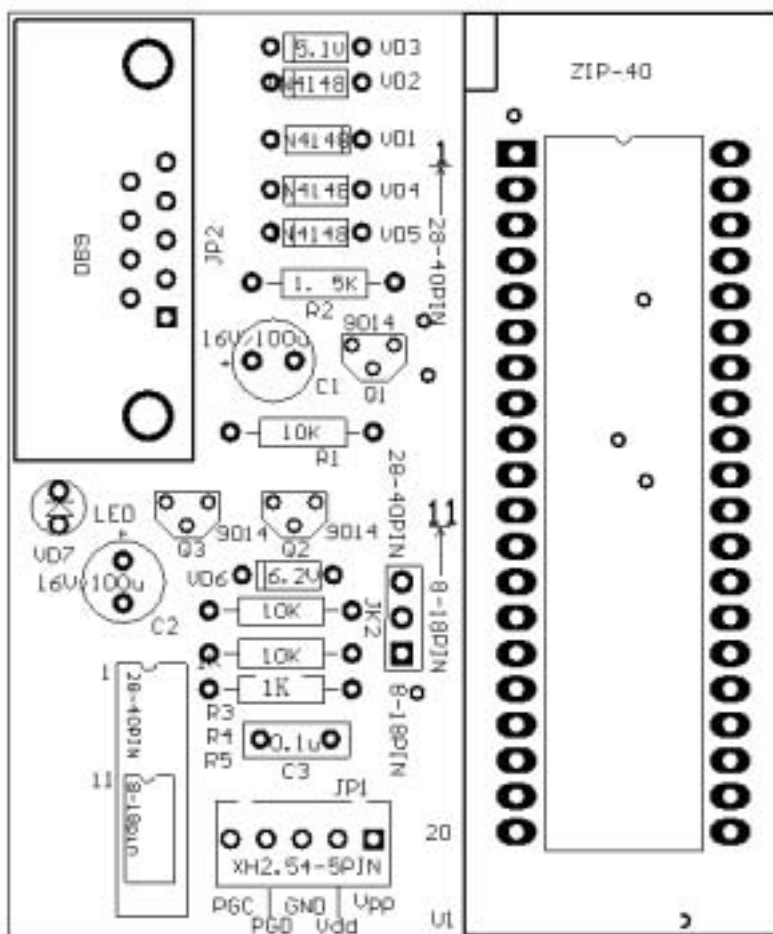 5.1V VD3
N4148 VD2
N4148 VD1
N4148 VD4
N4148 VD5
DB9
JP2
1. 5K
R2
16V/100u
C1
9014
Q1
10K
R1
1
28-40PIN
ZIP-40
LED
VD7
Q3
9014
Q2
9014
28-40PIN
11
16V 100u
C2
VD6
6.2V
10K
10K
1K
JK2
8-18PIN
8-18PIN
R3
R4
R5
0.1u
C3
1
28-40PIN
11
8-18pin
JP1
XH2.54-5PIN
PGC
PGD
GND
Vdd
Vpp
20
U1